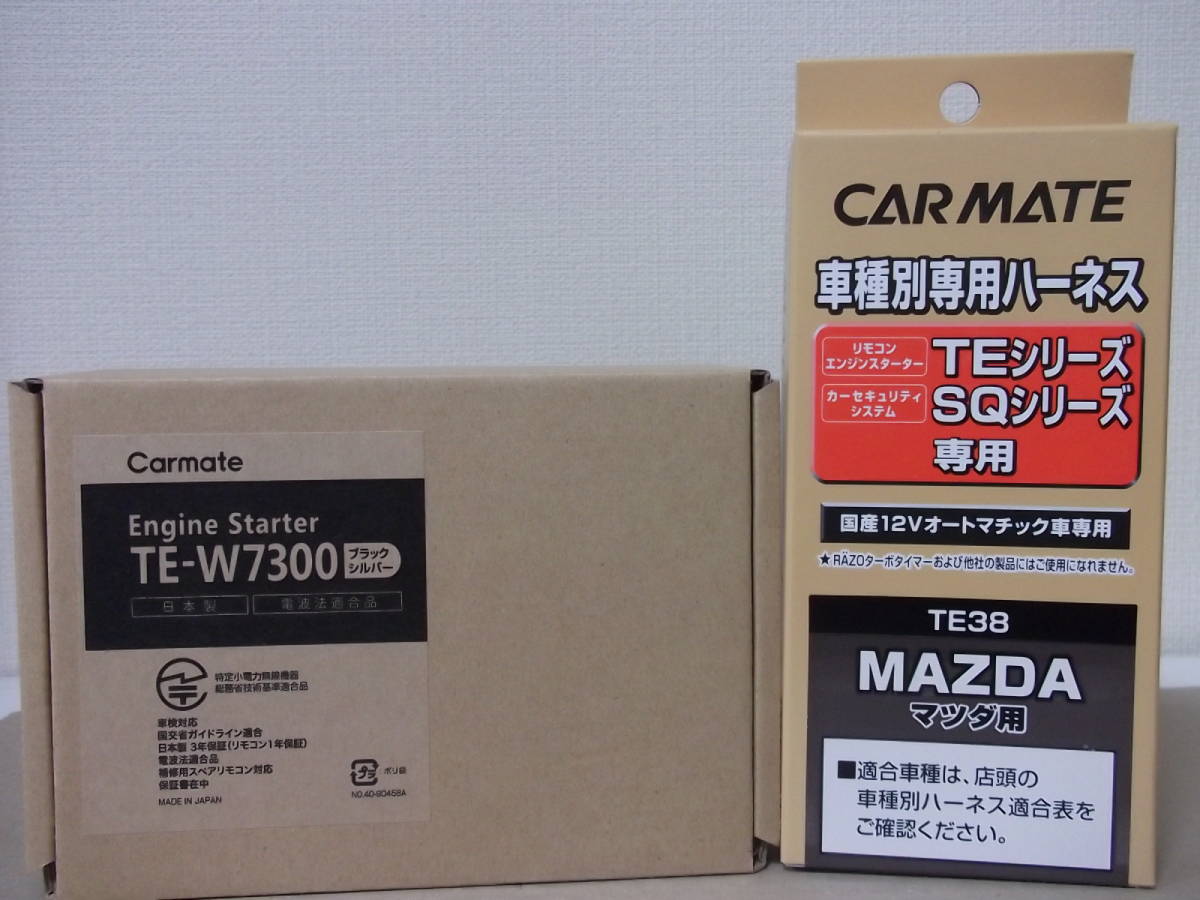 Carmate
Engine Starter
TE-W7300 ブラック シルバー
日本製 電波法適合品
特定小電力無線機器
総務省技術基準適合品
車検対応
国交省ガイドライン適合
日本製 3年保証(リモコン1年保証)
電波法適合品
補修用スペアリモコン対応
保証書在中
MADE IN JAPAN
プラ ポリ袋
NO.40-90458A
CARMATE
車種別専用ハーネス
リモコン
エンジンスターター
TEシリーズ
カーセキュリティ
システム
SQシリーズ
専用
国産12Vオートマチック車専用
★RÄZOターボタイマーおよび他社の製品にはご使用になれません。
TE38
MAZDA
マツダ用
■適合車種は、店頭の
車種別ハーネス適合表を
ご確認ください。